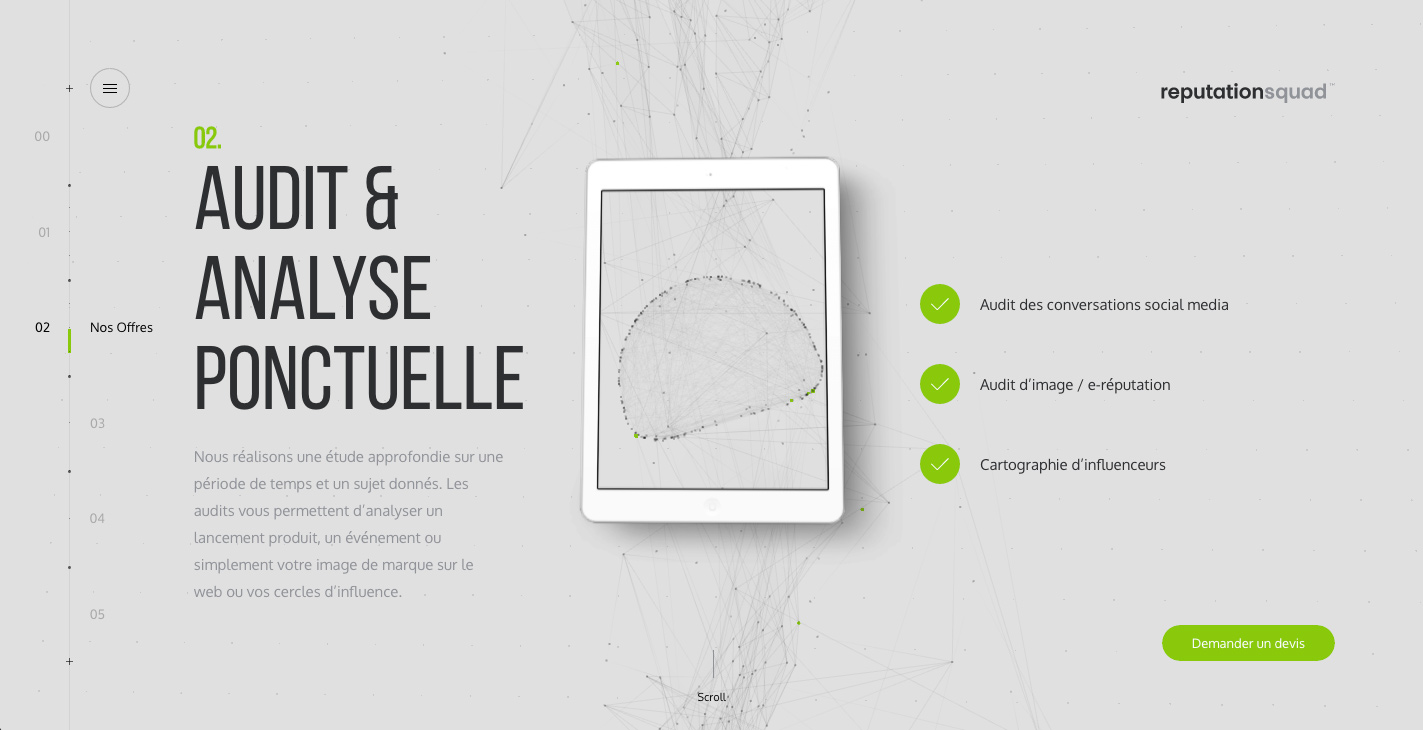 reputationsquad
00
01
02
Nos Offres
03
04
05
02.
AUDIT &
ANALYSE
PONCTUELLE
Nous réalisons une étude approfondie sur une
période de temps et un sujet donnés. Les
audits vous permettent d’analyser un
lancement produit, un événement ou
simplement votre image de marque sur le
web ou vos cercles d’influence.
Audit des conversations social media
Audit d’image / e-réputation
Cartographie d’influenceurs
Demander un devis
Scroll